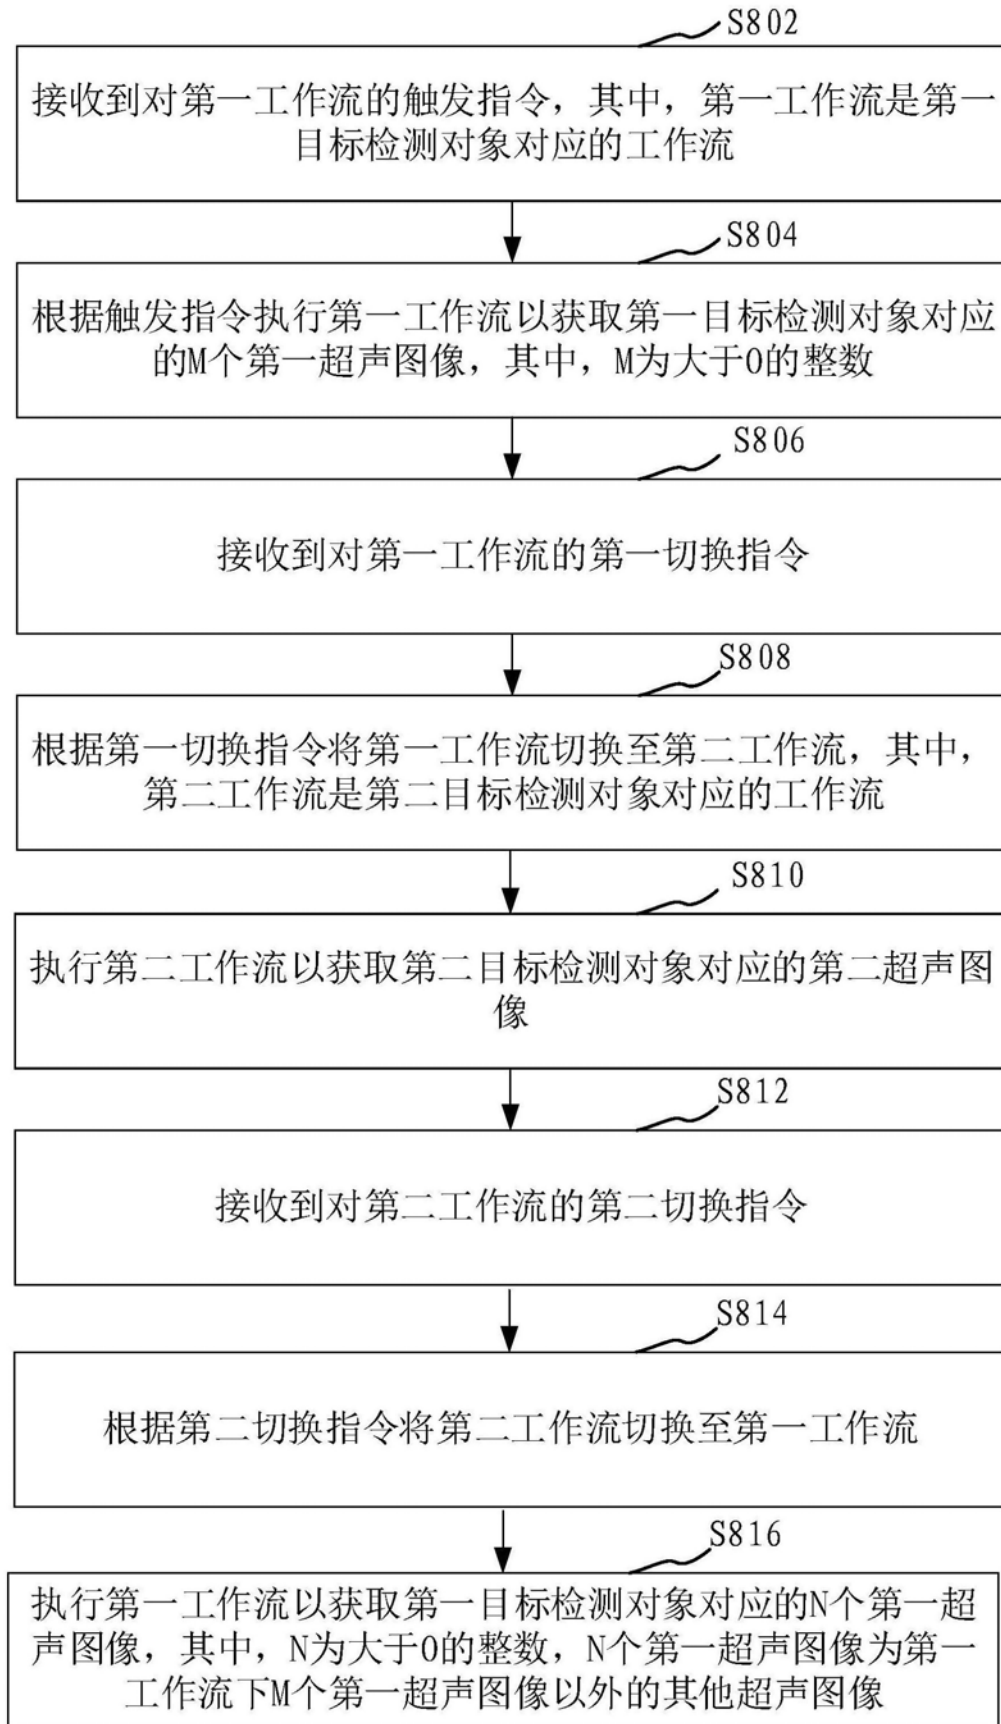 S802
接收到对第一工作流的触发指令，其中，第一工作流是第一
目标检测对象对应的工作流
S804
根据触发指令执行第一工作流以获取第一目标检测对象对应
的M个第一超声图像，其中，M为大于0的整数
S806
接收到对第一工作流的第一切换指令
S808
根据第一切换指令将第一工作流切换至第二工作流，其中，
第二工作流是第二目标检测对象对应的工作流
S810
执行第二工作流以获取第二目标检测对象对应的第二超声图
像
S812
接收到对第二工作流的第二切换指令
S814
根据第二切换指令将第二工作流切换至第一工作流
S816
执行第一工作流以获取第一目标检测对象对应的N个第一超
声图像，其中，N为大于0的整数，N个第一超声图像为第一
工作流下M个第一超声图像以外的其他超声图像